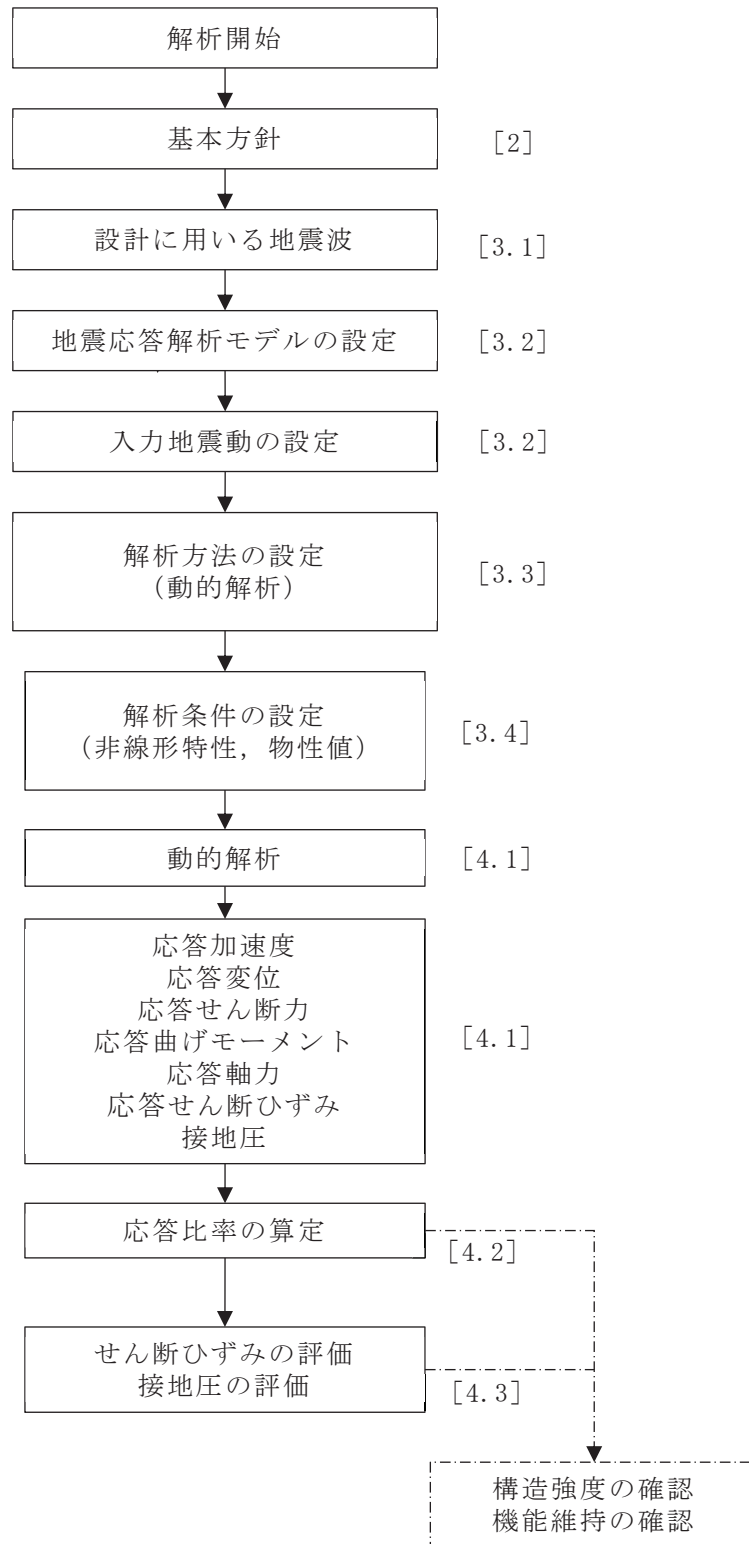 解析開始
基本方針
[2]
設計に用いる地震波
[3.1]
地震応答解析モデルの設定
[3.2]
入力地震動の設定
[3.2]
解析方法の設定
(動的解析)
[3.3]
解析条件の設定
(非線形特性，物性値)
[3.4]
動的解析
[4.1]
応答加速度
応答変位
応答せん断力
応答曲げモーメント
応答軸力
応答せん断ひずみ
接地圧
[4.1]
応答比率の算定
[4.2]
せん断ひずみの評価
接地圧の評価
[4.3]
構造強度の確認
機能維持の確認